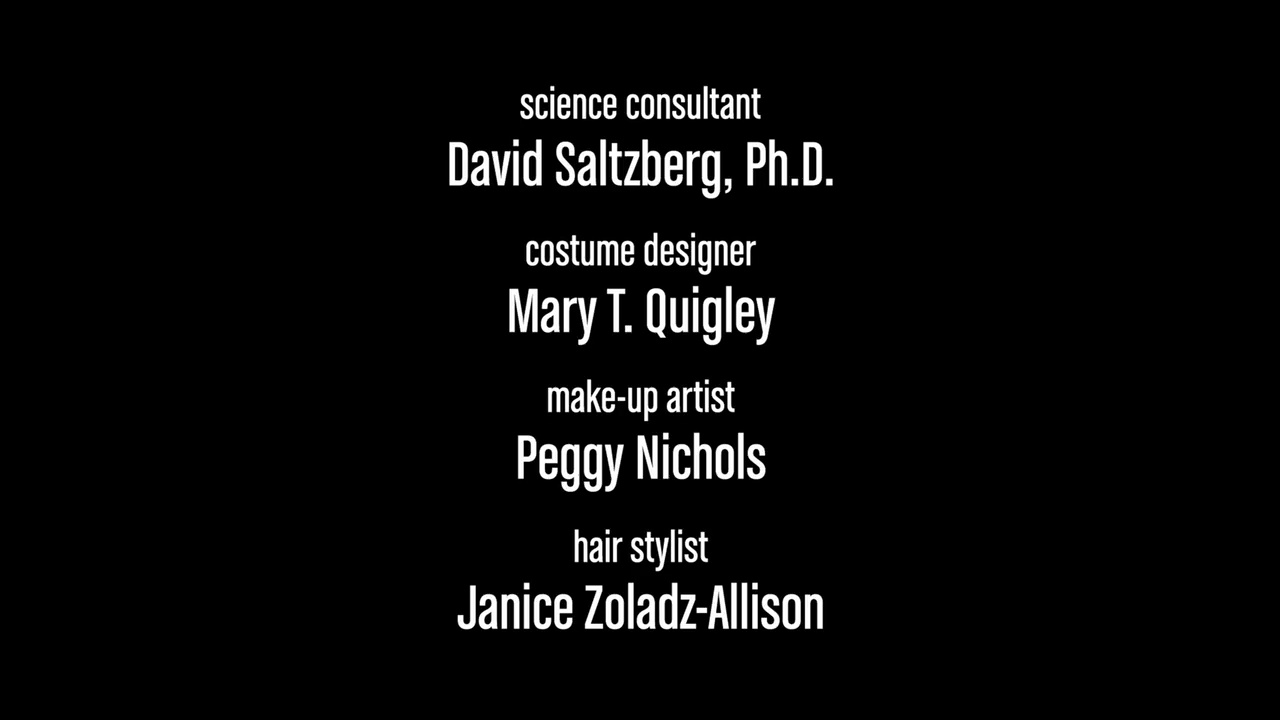 science consultant
David Saltzberg, Ph.D.
costume designer
Mary T. Quigley
make-up artist
Peggy Nichols
hair stylist
Janice Zoladz-Allison